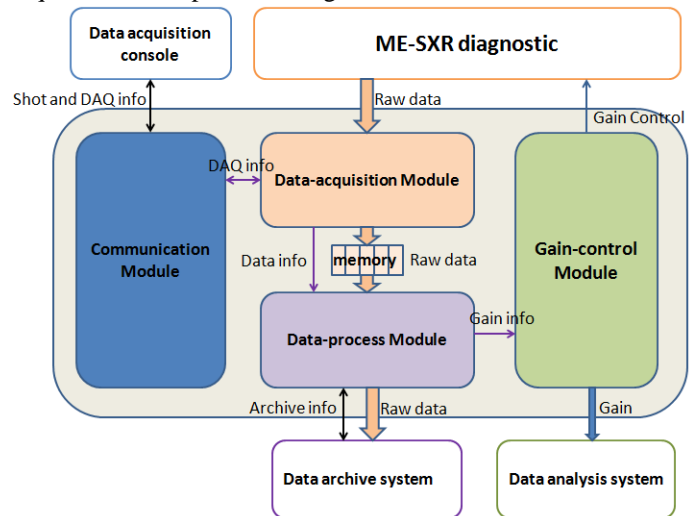 Data acquisition
console
ME-SXR diagnostic
Shot and DAQ info
Raw data
Gain Control
DAQ info
Data-acquisition Module
Communication
Module
Gain-control
Module
Data info
memory
Raw data
Data-process Module
Gain info
Archive info
Raw data
Gain
Data archive system
Data analysis system